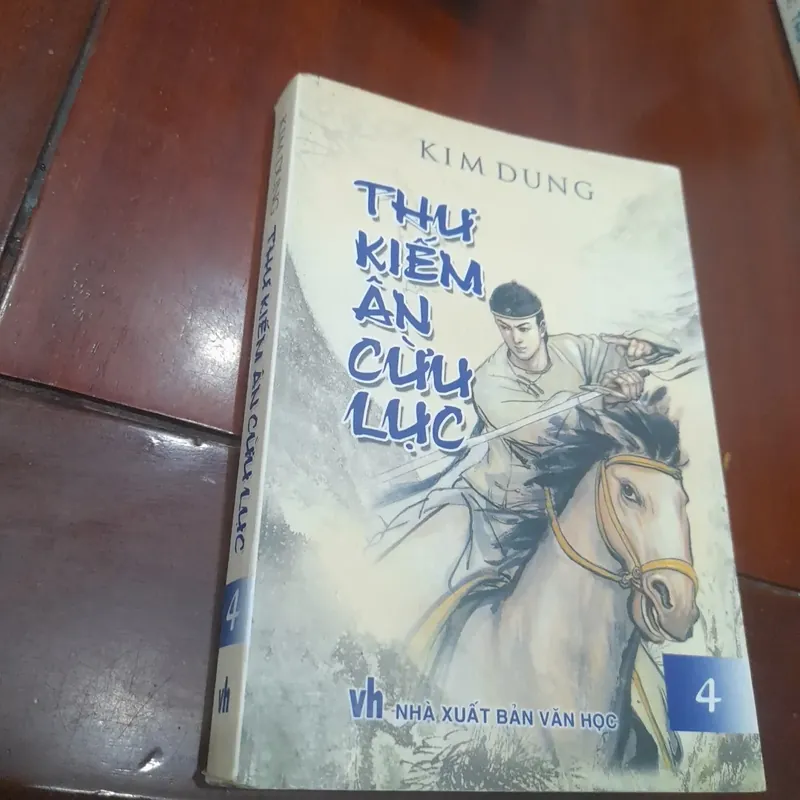 KIM DUNG
THƯ
KIẾM
ÂN
CỪU
LỤC
vh NHÀ XUẤT BẢN VĂN HỌC
4
KIM DUNG THƯ KIẾM ÂN CỪU LỤC
4
vh